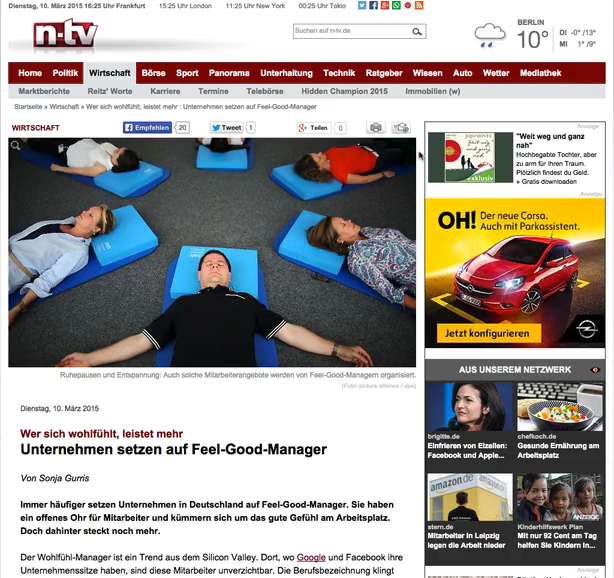 Dienstag, 10. März 2015 16:25 Uhr Frankfurt 15:25 Uhr London 11:25 Uhr New York 00:25 Uhr Tokio
n-tv
Suchen auf n-tv.de
BERLIN
10°
DI -0° /13°
MI 1° /9°
Home Politik Wirtschaft Börse Sport Panorama Unterhaltung Technik Ratgeber Wissen Auto Wetter Mediathek
Marktberichte Reitz' Worte Karriere Termine Telebörse Hidden Champion 2015 Immobilien (w)
Startseite » Wirtschaft » Wer sich wohlfühlt, leistet mehr : Unternehmen setzen auf Feel-Good-Manager
WIRTSCHAFT
Empfehlen 20
Tweet 1
Teilen 0
Ruhepausen und Entspannung: Auch solche Mitarbeiterangebote werden von Feel-Good-Managern organisiert.
(Foto: picture alliance / dpa)
Dienstag, 10. März 2015
Wer sich wohlfühlt, leistet mehr
Unternehmen setzen auf Feel-Good-Manager
Von Sonja Gurris
Immer häufiger setzen Unternehmen in Deutschland auf Feel-Good-Manager. Sie haben
ein offenes Ohr für Mitarbeiter und kümmern sich um das gute Gefühl am Arbeitsplatz.
Doch dahinter steckt noch mehr.
Der Wohlfühl-Manager ist ein Trend aus dem Silicon Valley. Dort, wo Google und Facebook ihre
Unternehmenssitze haben, sind diese Mitarbeiter unverzichtbar. Die Berufsbezeichnung klingt
Anzeige
exklusiv
"Weit weg und ganz
nah"
Hochbegabte Tochter, aber
zu arm für ihren Traum.
Plötzlich findest du Geld.
» Gratis downloaden
Anzeige
OH! Der neue Corsa.
Auch mit Parkassistent.
Jetzt konfigurieren
AUS UNSEREM NETZWERK
brigitte.de
Einfrieren von Eizellen:
Facebook und Apple...
chefkoch.de
Gesunde Ernährung am
Arbeitsplatz
amazon.de
stern.de
Mitarbeiter in Leipzig
legen die Arbeit nieder
ANZEIGE
Kinderhilfswerk Plan
Mit nur 92 Cent am Tag
helfen Sie Kindern in...
Anzeige